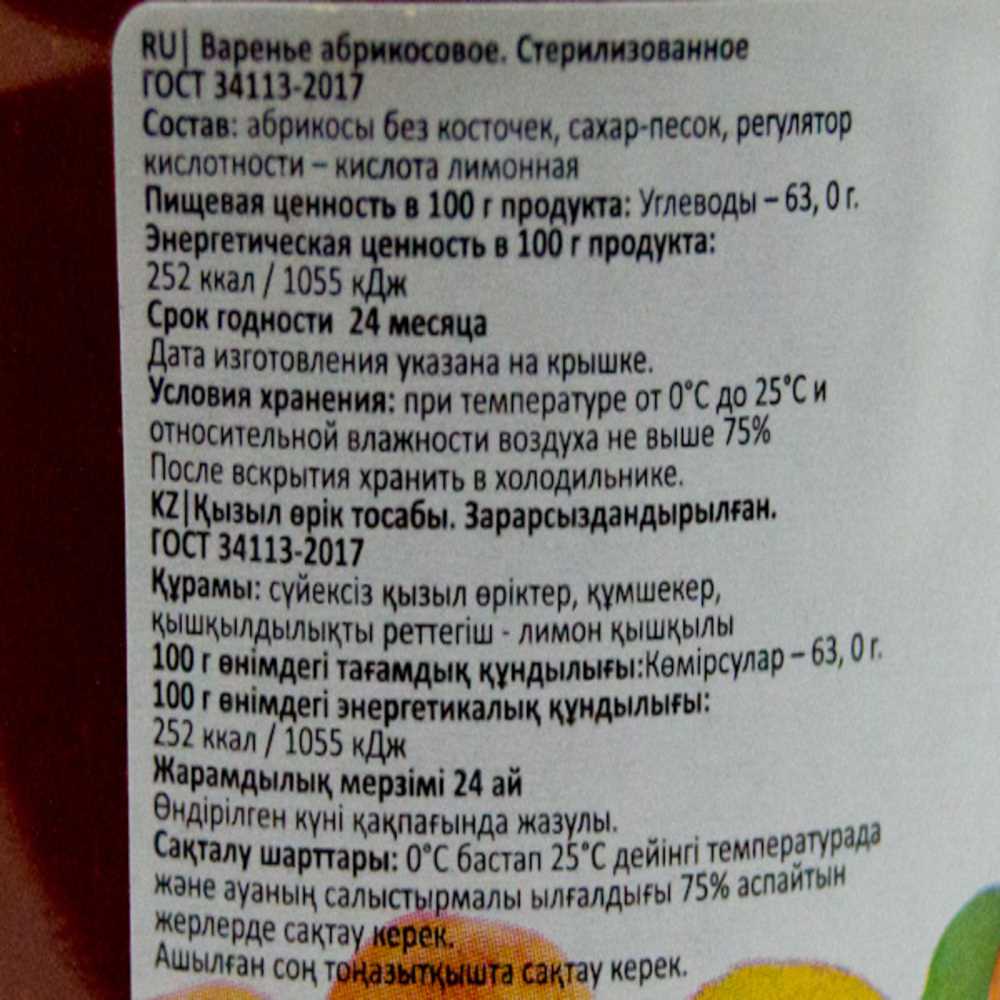 RU| Варенье абрикосовое. Стерилизованное
ГОСТ 34113-2017
Состав: абрикосы без косточек, сахар-песок, регулятор
кислотности – кислота лимонная
Пищевая ценность в 100 г продукта: Углеводы – 63, 0 г.
Энергетическая ценность в 100 г продукта:
252 ккал / 1055 кДж
Срок годности 24 месяца
Дата изготовления указана на крышке.
Условия хранения: при температуре от 0°С до 25°С и
относительной влажности воздуха не выше 75%
После вскрытия хранить в холодильнике.
KZ|Қызыл өрік тосабы. Зарарсыздандырылған.
ГОСТ 34113-2017
Құрамы: сүйексіз қызыл өріктер, құмшекер,
қышқылдылықты реттегіш - лимон қышқылы
100 г өнімдегі тағамдық құндылығы:Көмірсулар – 63, 0 г.
100 г өнімдегі энергетикалық құндылығы:
252 ккал / 1055 кДж
Жарамдылық мерзімі 24 ай
Өндірілген күні қақпағында жазулы.
Сақталу шарттары: 0°С бастап 25°С дейінгі температурада
және ауаның салыстырмалы ылғалдығы 75% аспайтын
жерлерде сақтау керек.
Ашылған соң тоңазытқышта сақтау керек.